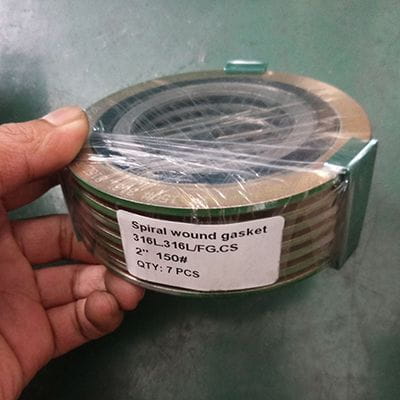 Spiral wound gasket
316L.316L/FG.CS
2" 150#
QTY: 7 PCS